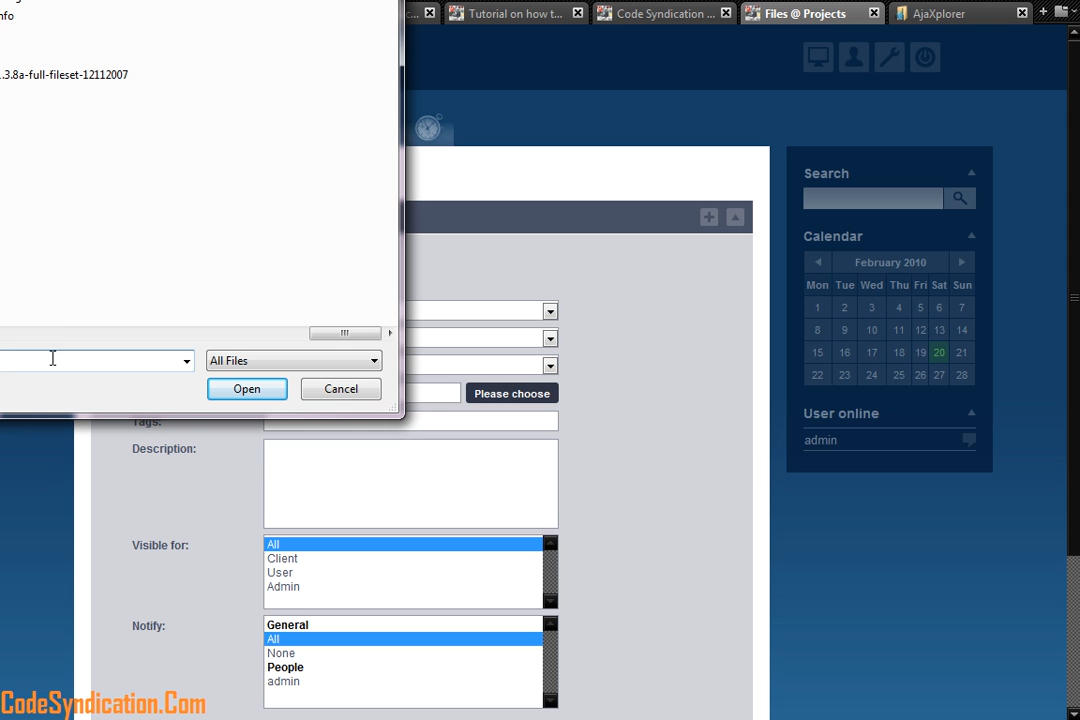 nfo
.3.8a-full-fileset-12112007
c...
Tutorial on how t...
Code Syndication ...
Files @ Projects
AjaXplorer
All Files
Open
Cancel
Please choose
Tags:
Description:
Visible for:
All
Client
User
Admin
Notify:
General
All
None
People
admin
Search
Calendar
February 2010
Mon Tue Wed Thu Fri Sat Sun
1 2 3 4 5 6 7
8 9 10 11 12 13 14
15 16 17 18 19 20 21
22 23 24 25 26 27 28
User online
admin
CodeSyndication.Com